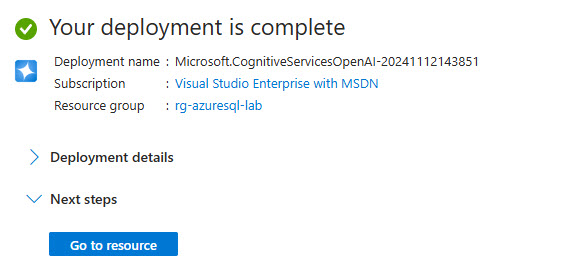 Your deployment is complete
Deployment name : Microsoft.CognitiveServicesOpenAI-20241112143851
Subscription : Visual Studio Enterprise with MSDN
Resource group : rg-azuresql-lab
Deployment details
Next steps
Go to resource